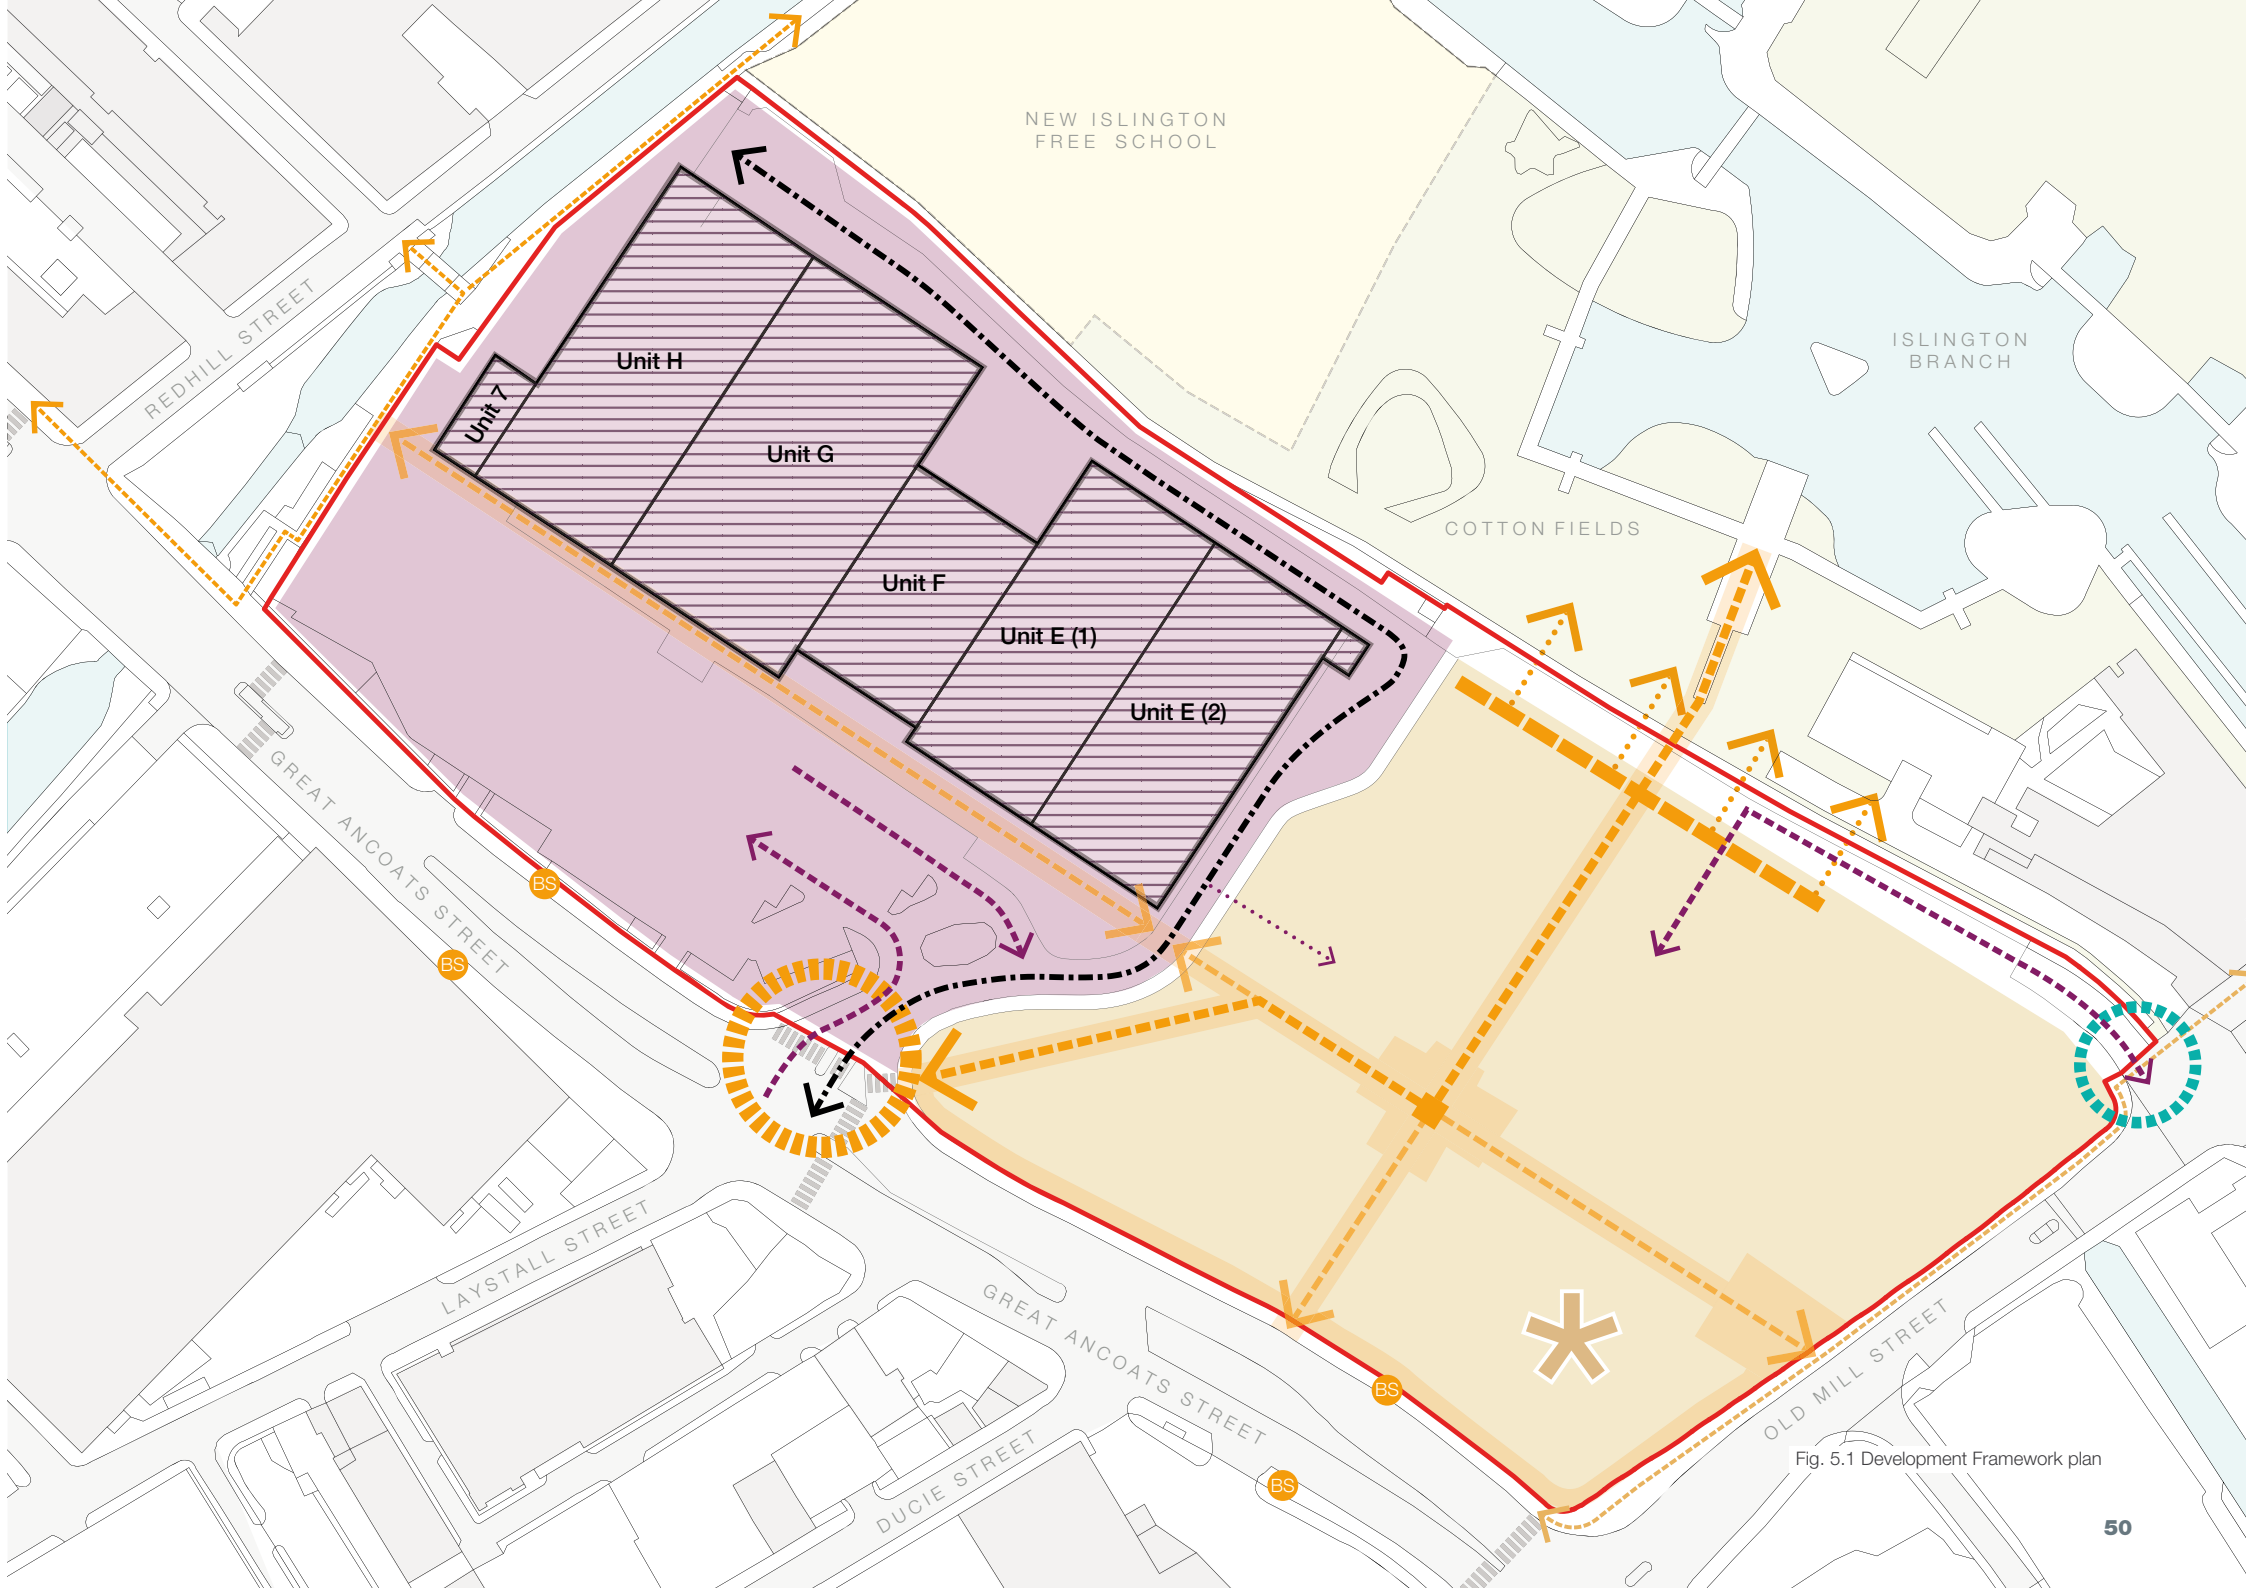 NEW ISLINGTON
FREE SCHOOL
REDHILL STREET
ISLINGTON
BRANCH
Unit H
Unit 7
Unit G
COTTON FIELDS
Unit F
Unit E (1)
Unit E (2)
GREAT ANCOATS STREET
BS
BS
LAYSTALL STREET
GREAT ANCOATS STREET
OLD MILL STREET
BS
BS
DUCIE STREET
Fig. 5.1 Development Framework plan
50